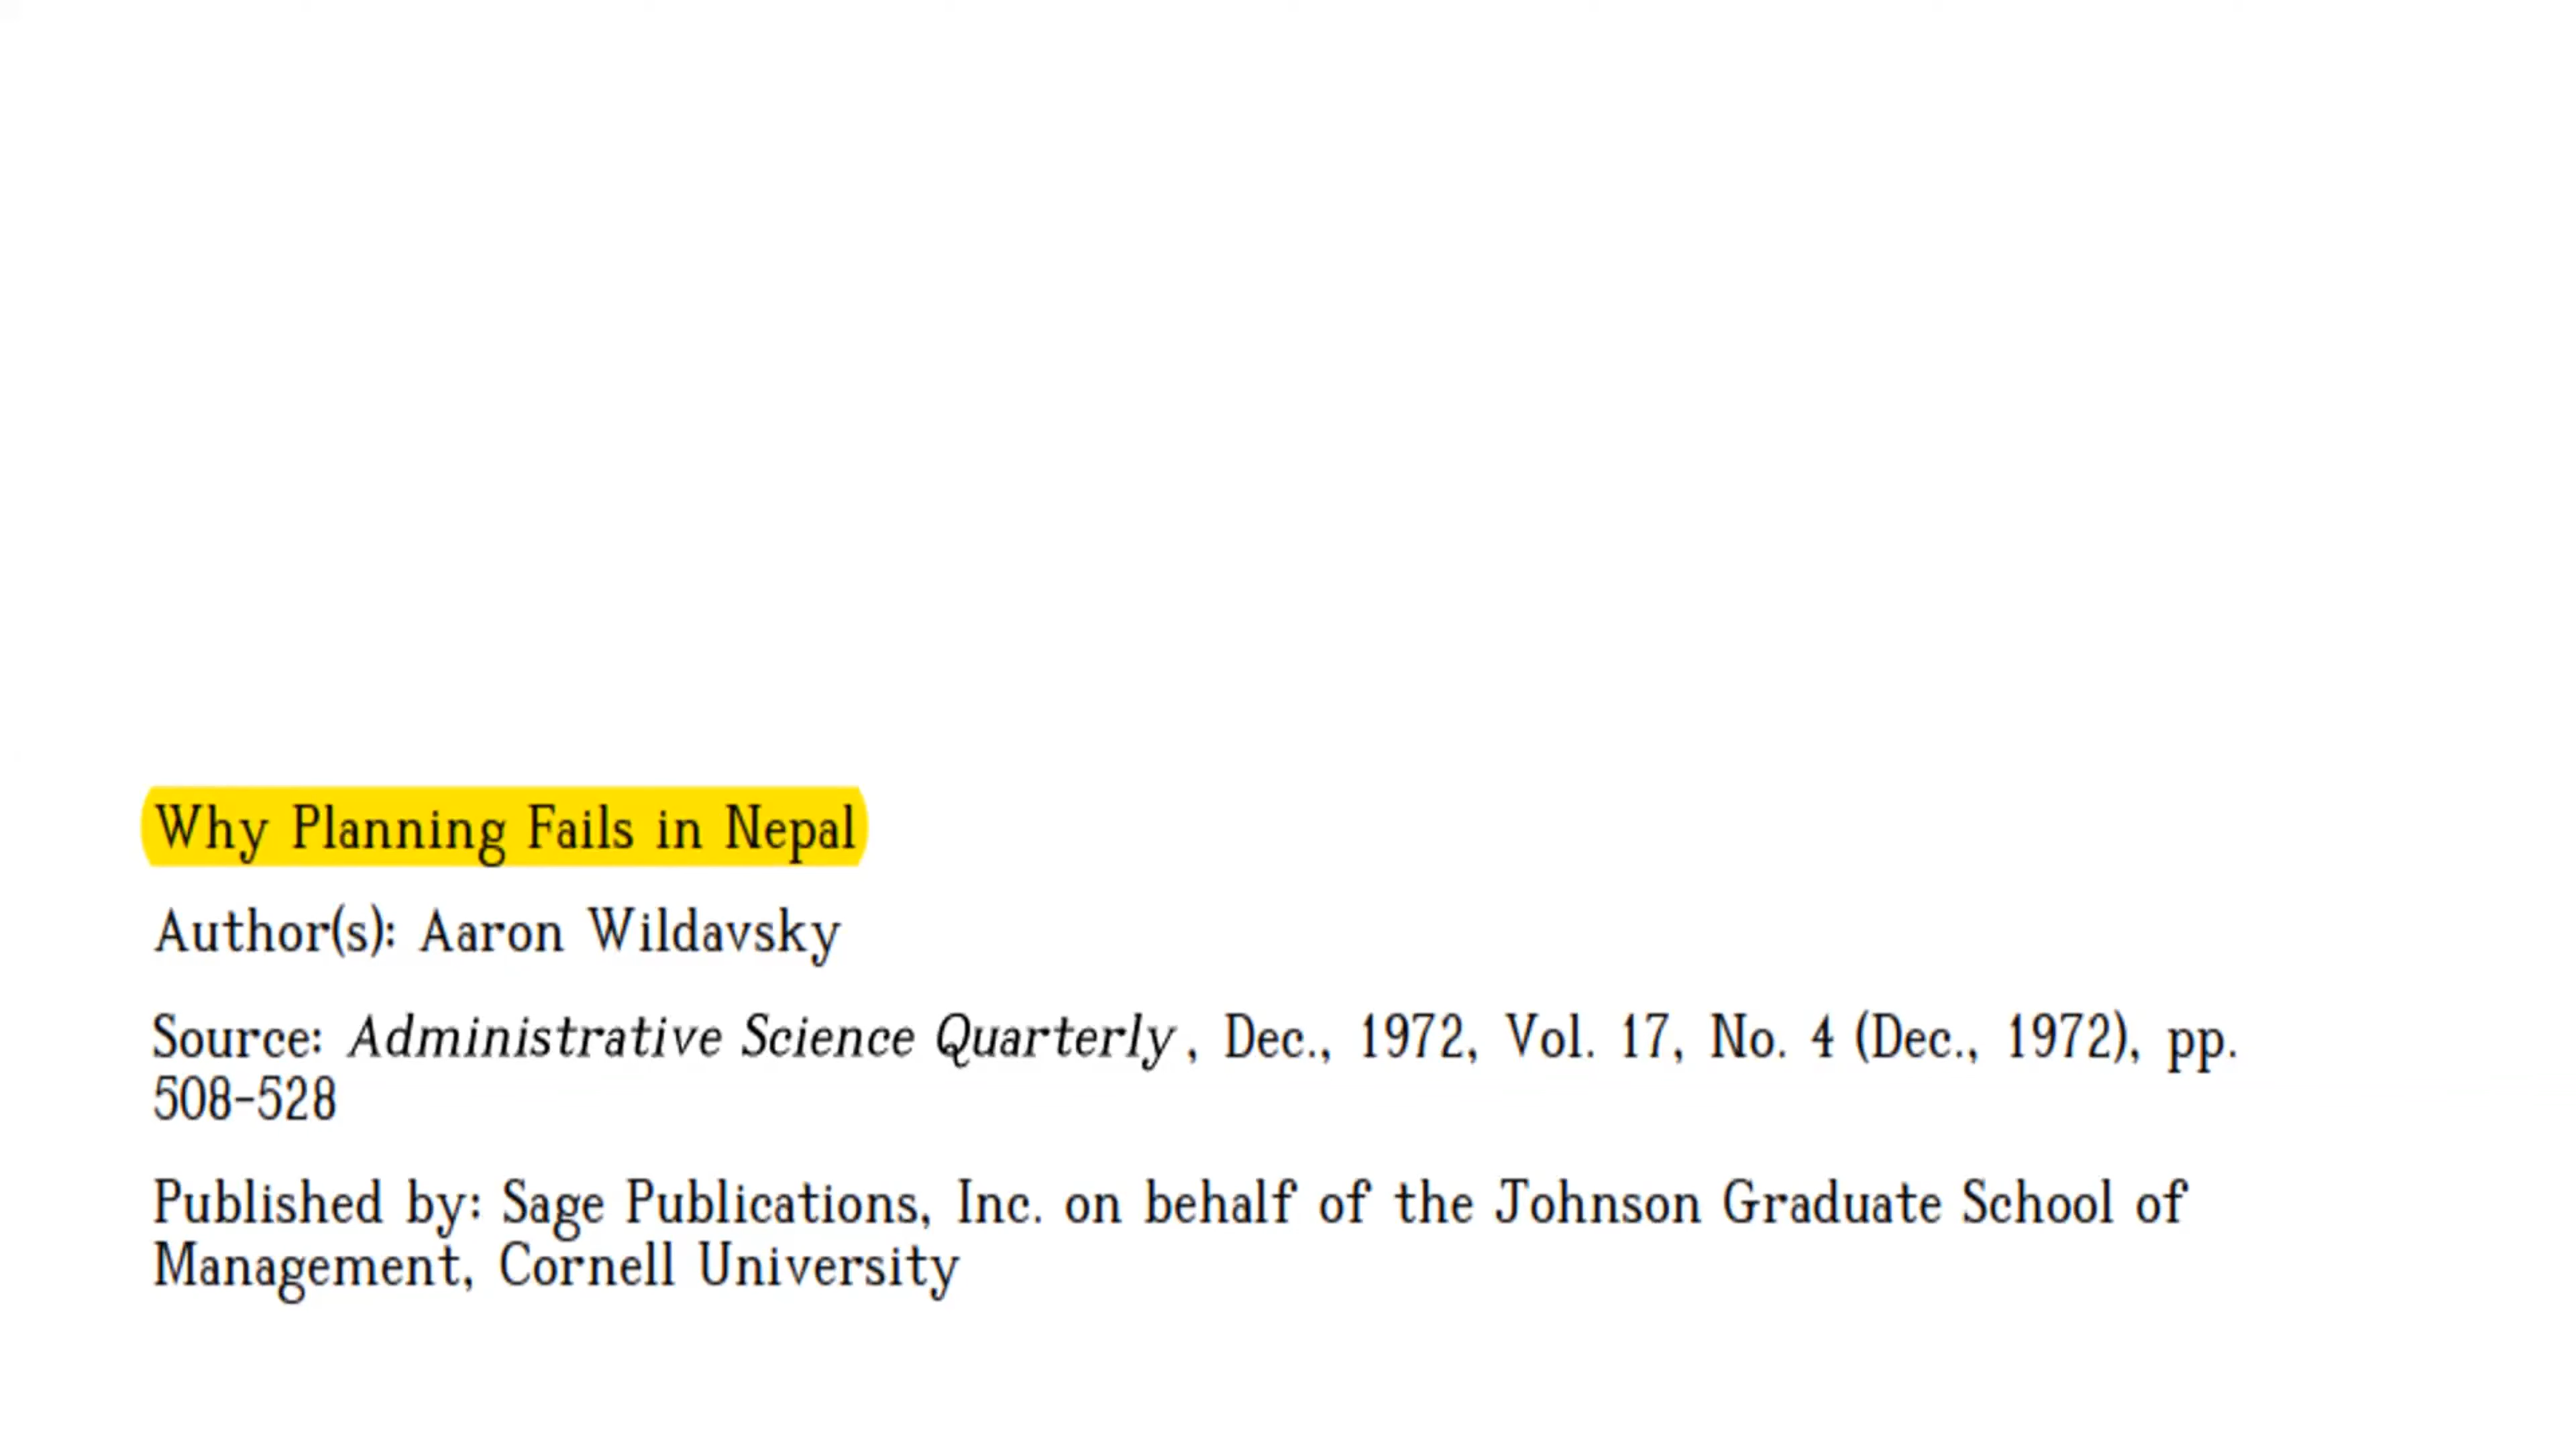 Why Planning Fails in Nepal
Author(s): Aaron Wildavsky
Source: Administrative Science Quarterly , Dec., 1972, Vol. 17, No. 4 (Dec., 1972), pp.
508-528
Published by: Sage Publications, Inc. on behalf of the Johnson Graduate School of
Management, Cornell University